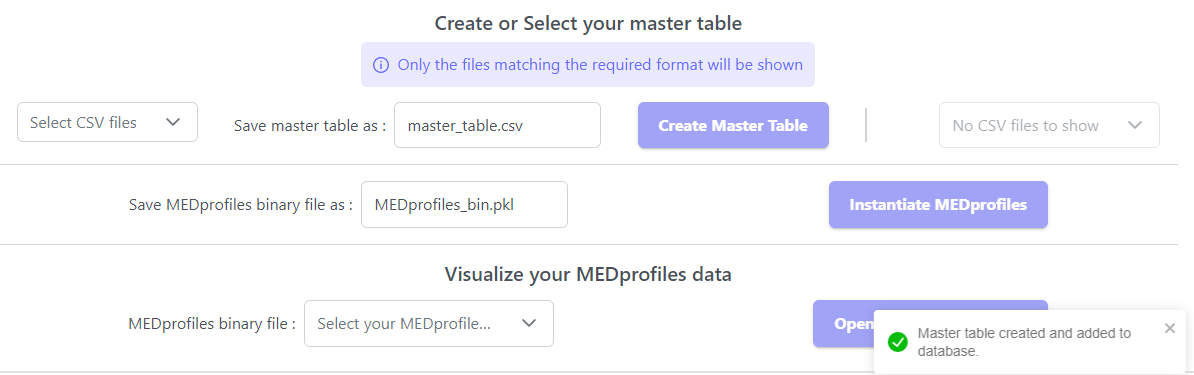 Create or Select your master table
Only the files matching the required format will be shown
Select CSV files
Save master table as :
master_table.csv
Create Master Table
No CSV files to show
Save MEDprofiles binary file as :
MEDprofiles_bin.pkl
Instantiate MEDprofiles
Visualize your MEDprofiles data
MEDprofiles binary file :
Select your MEDprofile...
Open
Master table created and added to
database.